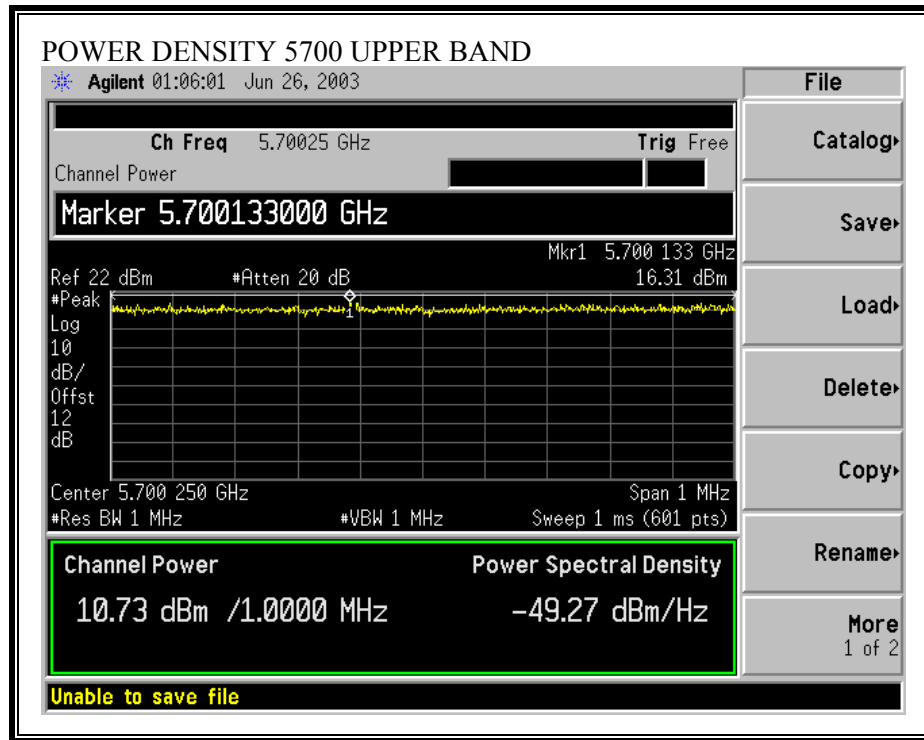 POWER DENSITY 5700 UPPER BAND
Agilent 01:06:01 Jun 26, 2003
File
Ch Freq 5.70025 GHz Trig Free
Channel Power
Marker 5.700133000 GHz
Mkr1 5.700 133 GHz
Ref 22 dBm #Atten 20 dB 16.31 dBm
#Peak
1
Log
10
dB/
Offst
12
dB
Center 5.700 250 GHz Span 1 MHz
#Res BW 1 MHz #VBW 1 MHz Sweep 1 ms (601 pts)
Channel Power Power Spectral Density
10.73 dBm /1.0000 MHz -49.27 dBm/Hz
Unable to save file
Catalog
Save
Load
Delete
Copy
Rename
More
1 of 2